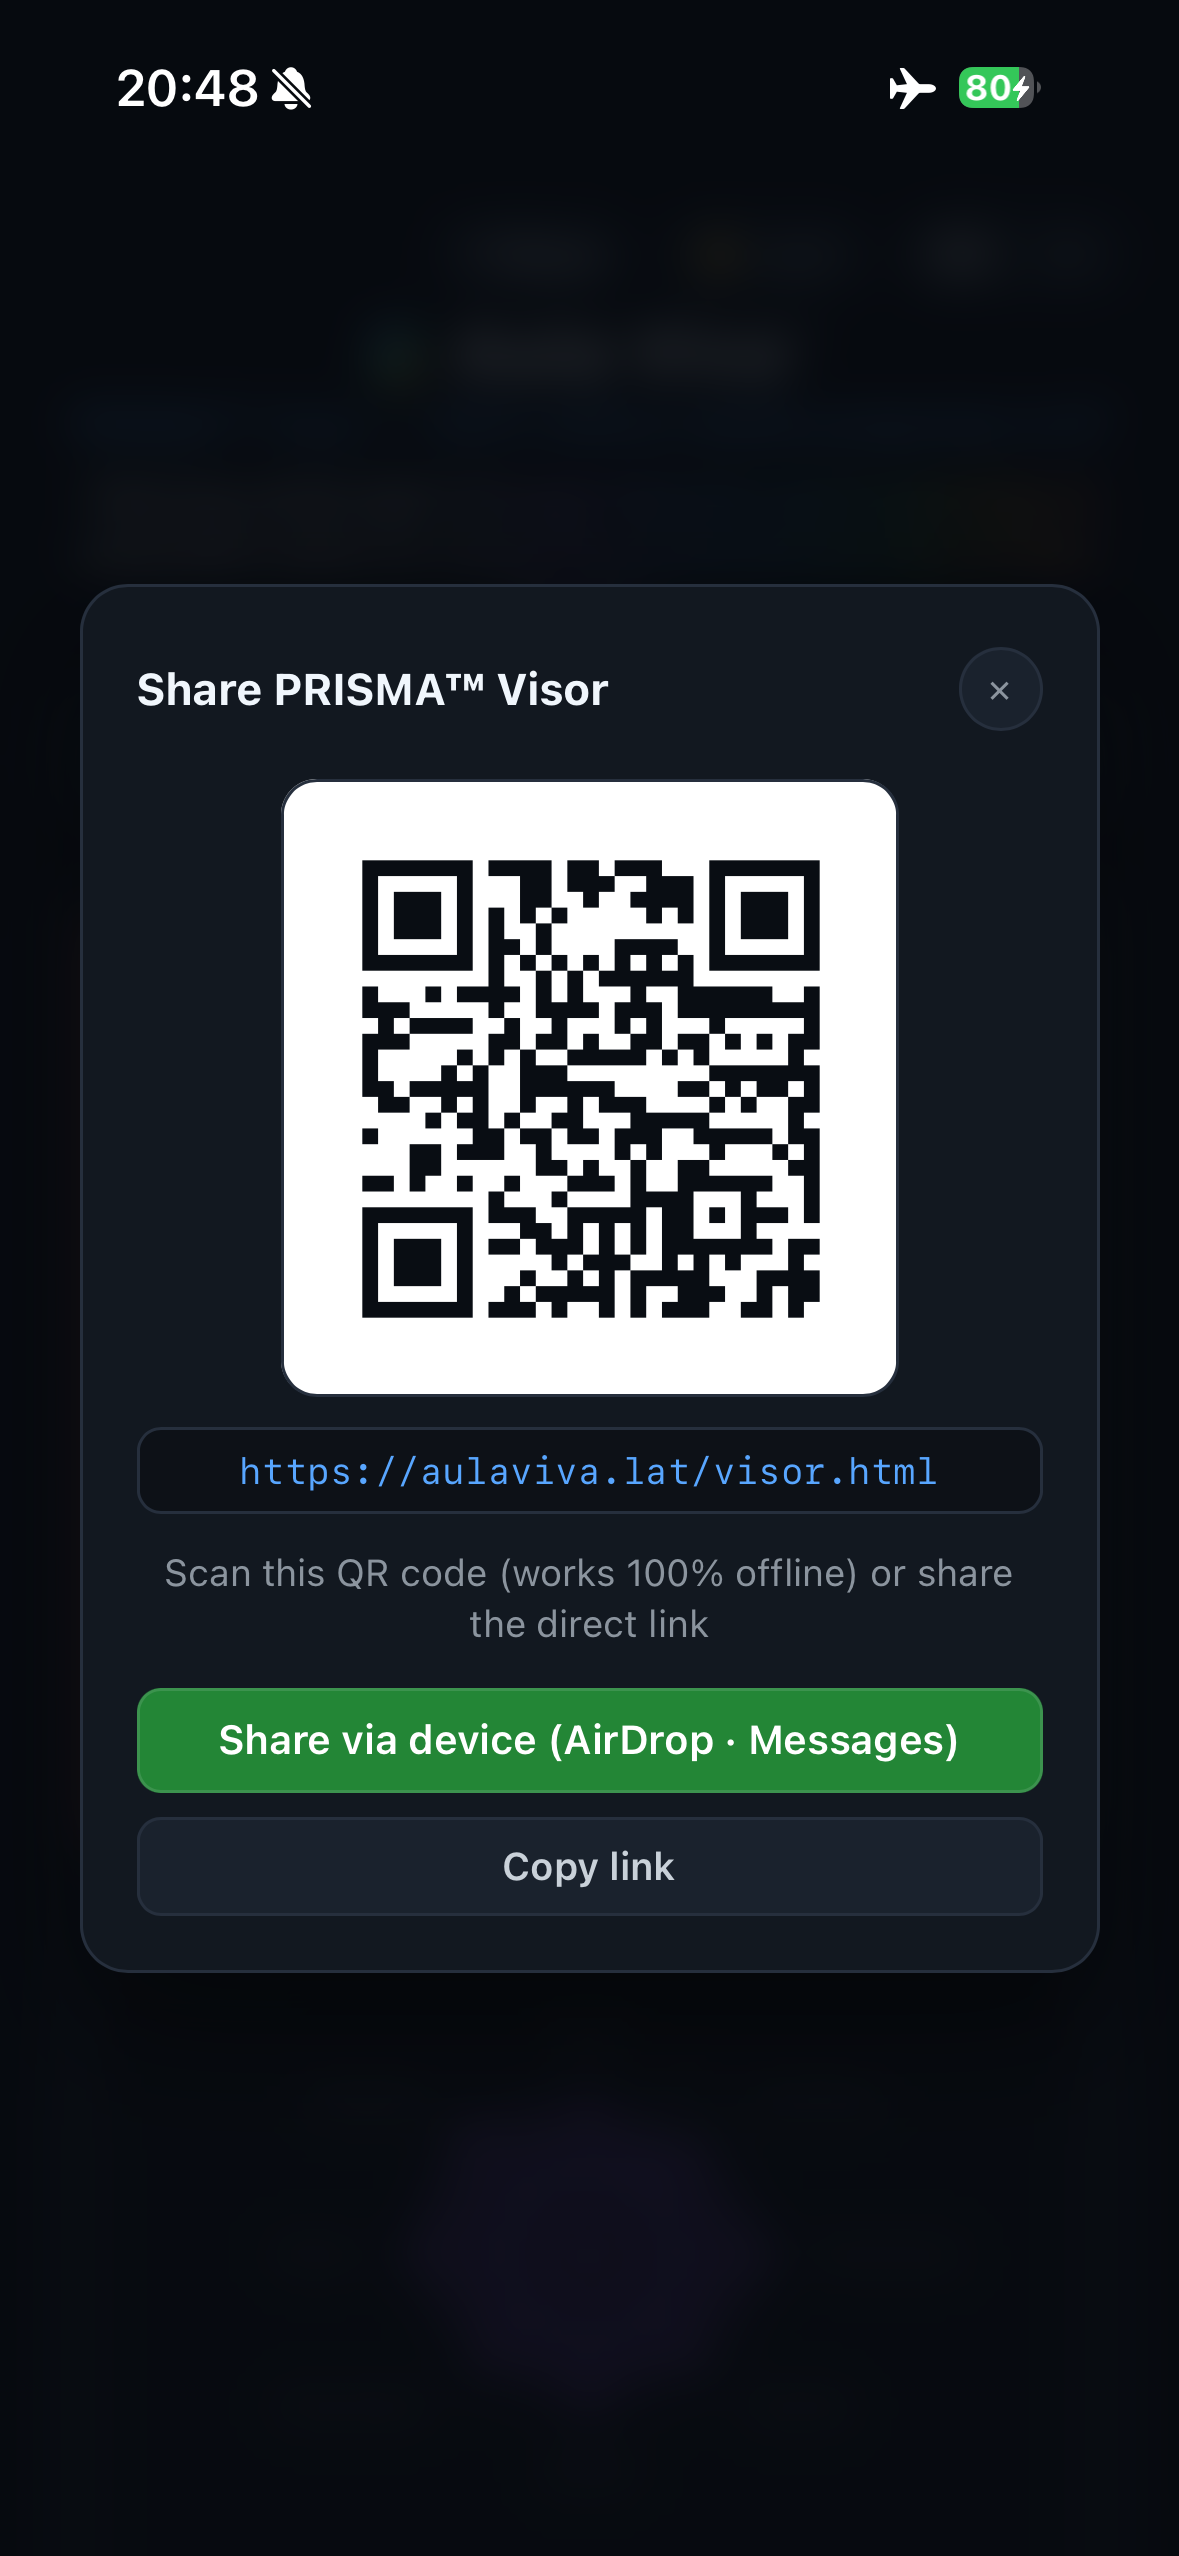 20:48
80
Share PRISMA™ Visor
×
https://aulaviva.lat/visor.html
Scan this QR code (works 100% offline) or share
the direct link
Share via device (AirDrop · Messages)
Copy link